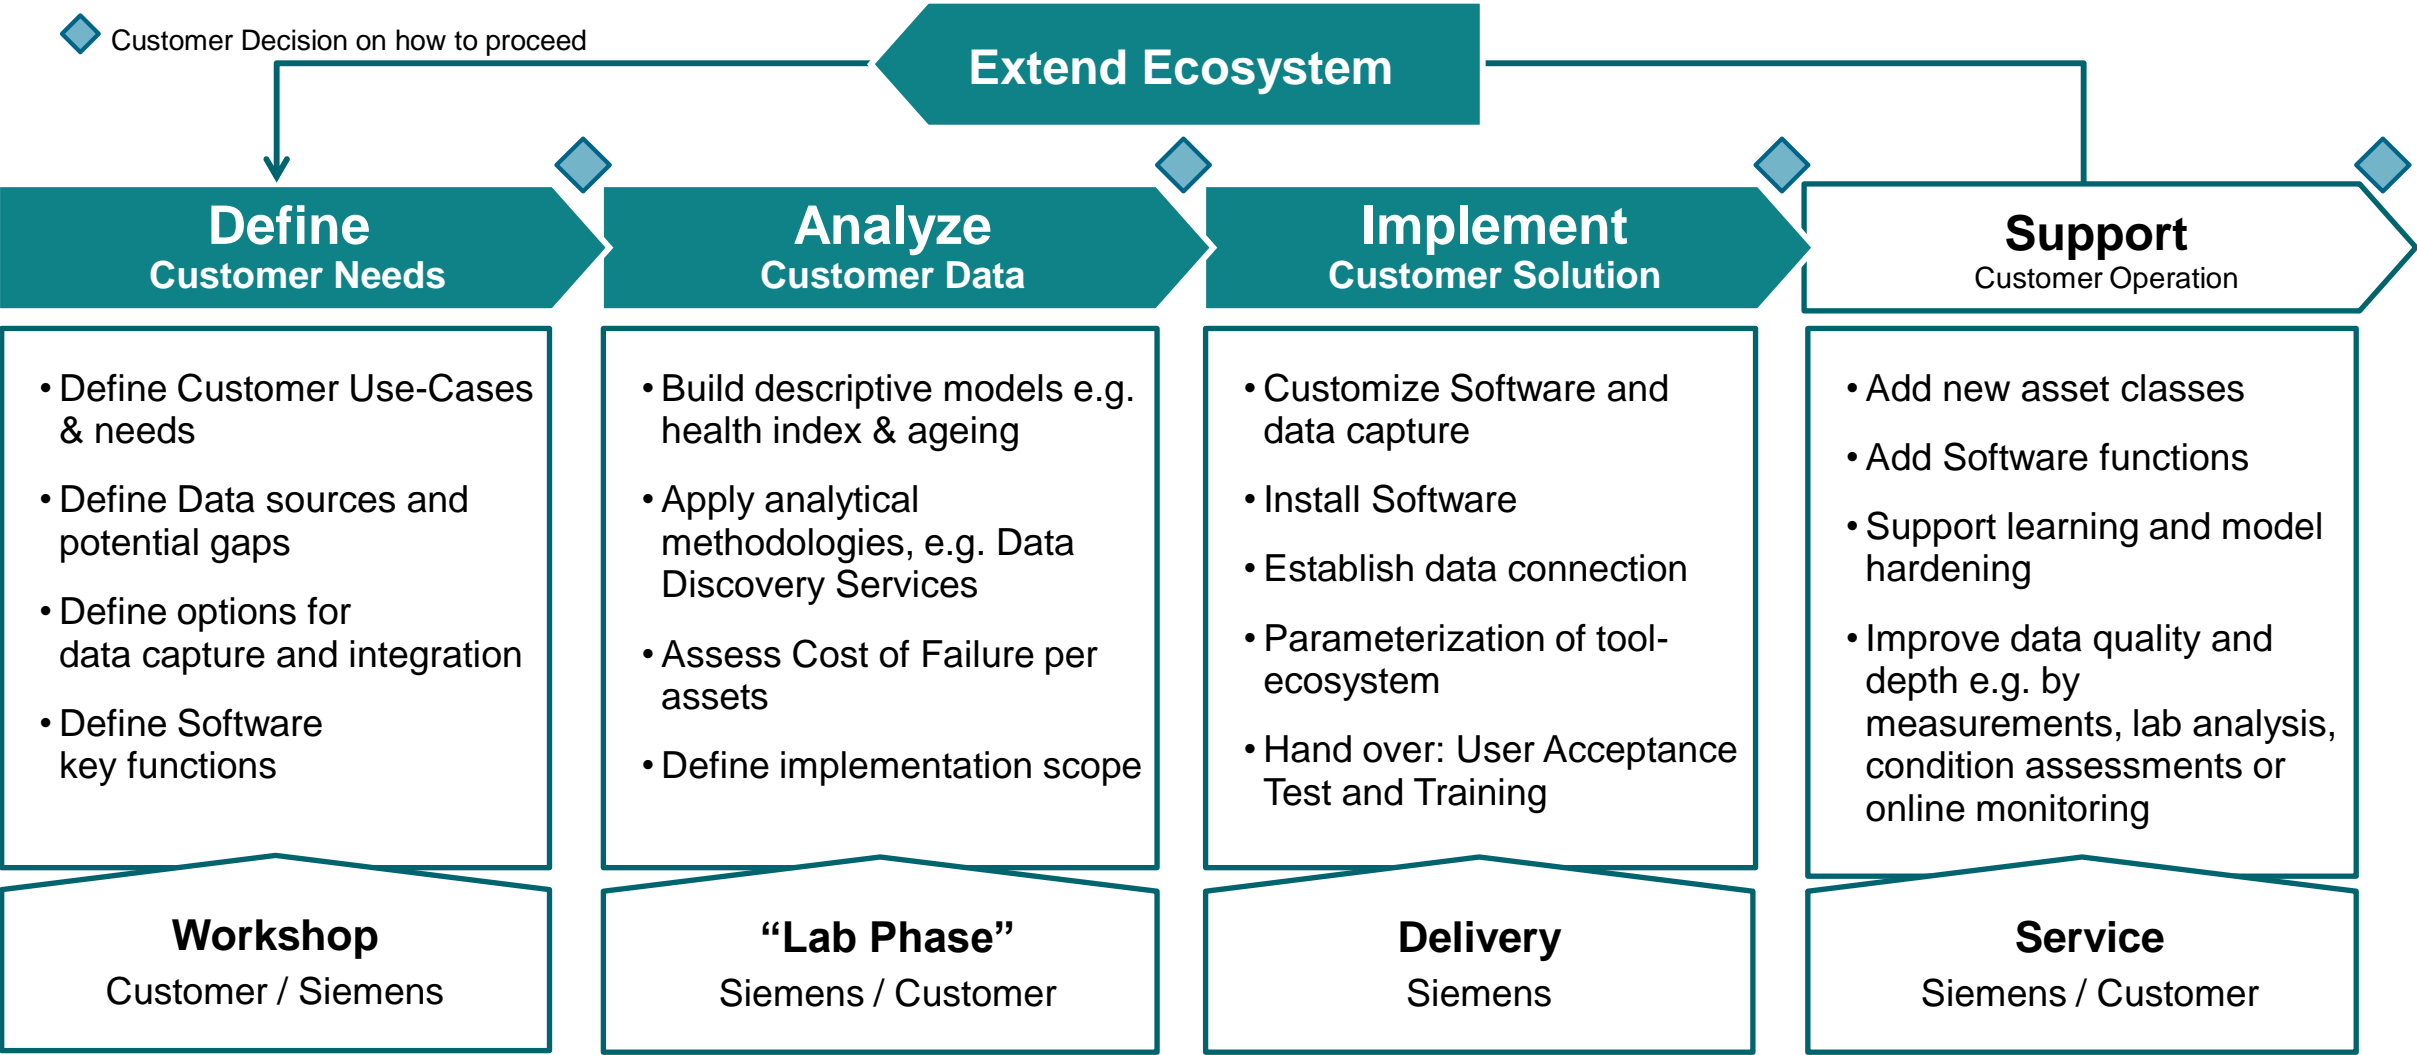 Customer Decision on how to proceed
Extend Ecosystem
Define
Customer Needs
Analyze
Customer Data
Implement
Customer Solution
Support
Customer Operation
• Define Customer Use-Cases
& needs
• Define Data sources and
potential gaps
• Define options for
data capture and integration
• Define Software
key functions
• Build descriptive models e.g.
health index & ageing
• Apply analytical
methodologies, e.g. Data
Discovery Services
• Assess Cost of Failure per
assets
• Define implementation scope
• Customize Software and
data capture
• Install Software
• Establish data connection
• Parameterization of tool-
ecosystem
• Hand over: User Acceptance
Test and Training
• Add new asset classes
• Add Software functions
• Support learning and model
hardening
• Improve data quality and
depth e.g. by
measurements, lab analysis,
condition assessments or
online monitoring
Workshop
Customer / Siemens
“Lab Phase”
Siemens / Customer
Delivery
Siemens
Service
Siemens / Customer